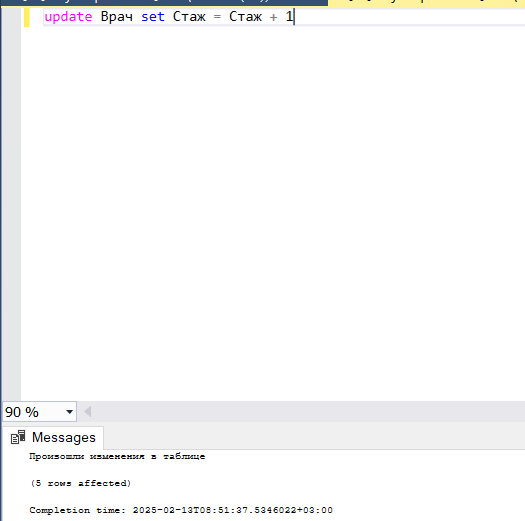 update Врач set Стаж = Стаж + 1
90 %
Messages
Произошли изменения в таблице
(5 rows affected)
Completion time: 2025-02-13T08:51:37.5346022+03:00